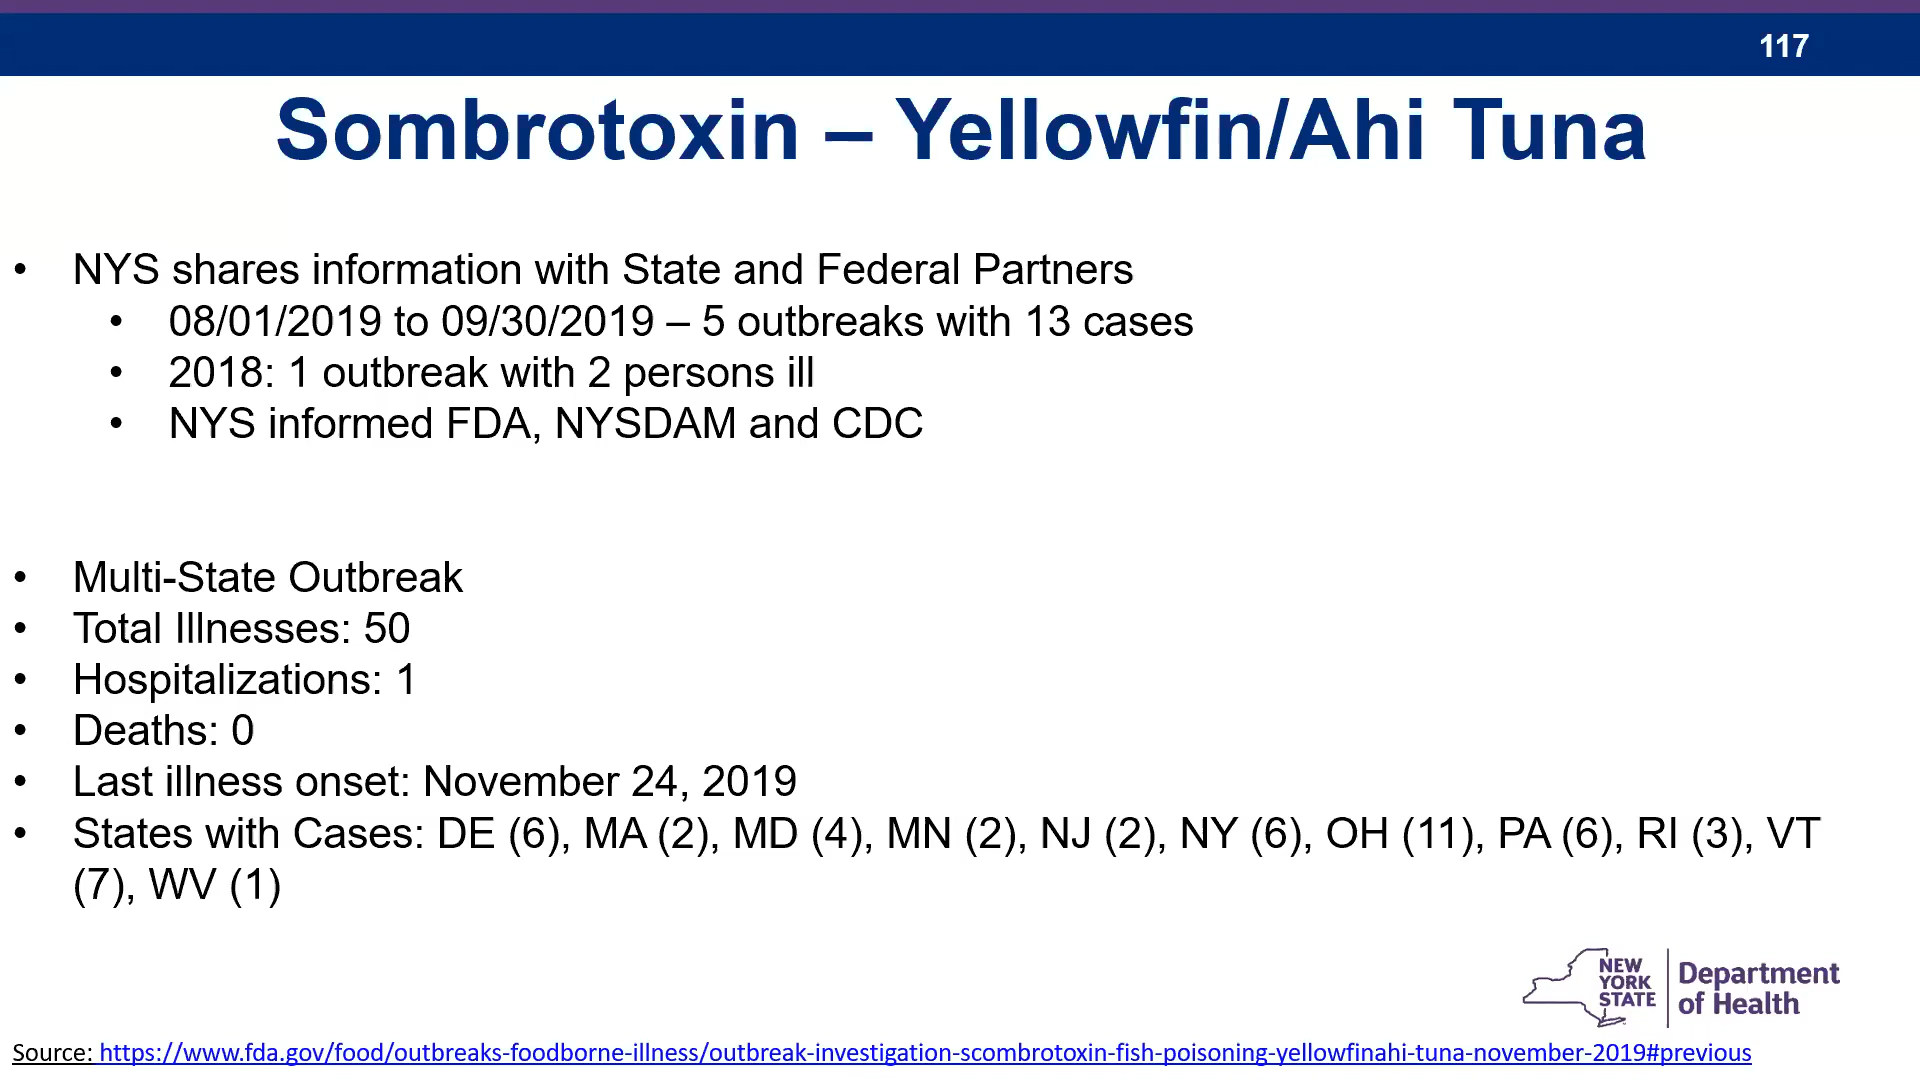 117
Sombrotoxin – Yellowfin/Ahi Tuna
• NYS shares information with State and Federal Partners
• 08/01/2019 to 09/30/2019 – 5 outbreaks with 13 cases
• 2018: 1 outbreak with 2 persons ill
• NYS informed FDA, NYSDAM and CDC
• Multi-State Outbreak
• Total Illnesses: 50
• Hospitalizations: 1
• Deaths: 0
• Last illness onset: November 24, 2019
• States with Cases: DE (6), MA (2), MD (4), MN (2), NJ (2), NY (6), OH (11), PA (6), RI (3), VT
(7), WV (1)
NEW
YORK
STATE
Department
of Health
Source: https://www.fda.gov/food/outbreaks-foodborne-illness/outbreak-investigation-scombrotoxin-fish-poisoning-yellowfinahi-tuna-november-2019#previous